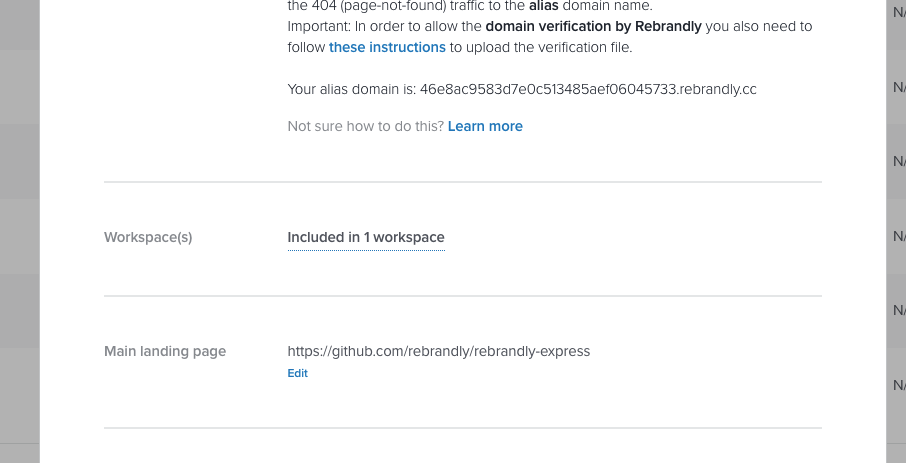 the 404 (page-not-found) traffic to the alias domain name.
Important: In order to allow the domain verification by Rebrandly you also need to
follow these instructions to upload the verification file.
Your alias domain is: 46e8ac9583d7e0c513485aef06045733.rebrandly.cc
Not sure how to do this? Learn more
Workspace(s)
Included in 1 workspace
Main landing page
https://github.com/rebrandly/rebrandly-express
Edit